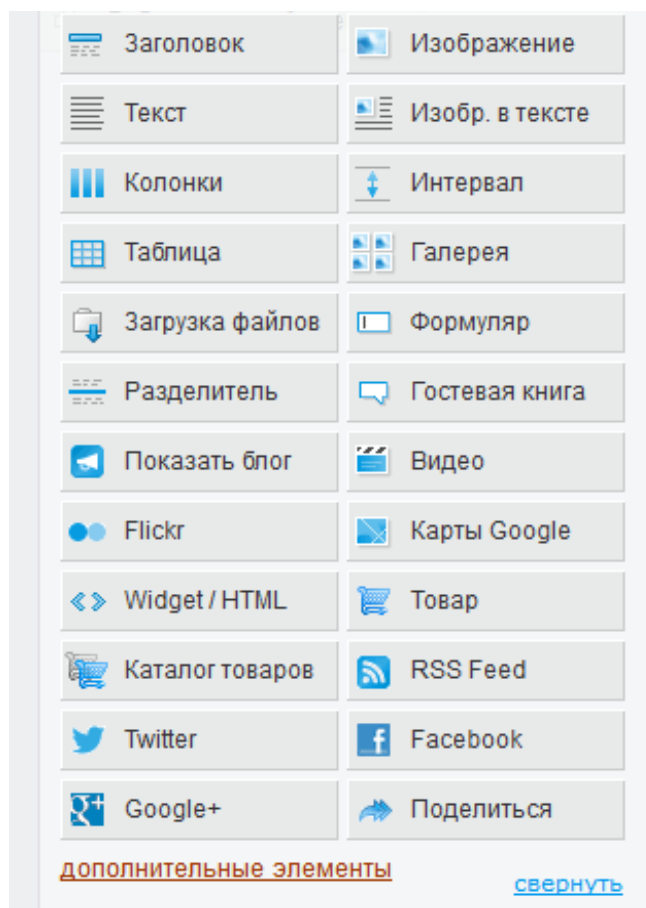 Заголовок Изображение
Текст Изобр. в тексте
Колонки Интервал
Таблица Галерея
Загрузка файлов Формуляр
Разделитель Гостевая книга
Показать блог Видео
Flickr Карты Google
Widget / HTML Товар
Каталог товаров RSS Feed
Twitter Facebook
Google+ Поделиться
дополнительные элементы свернуть